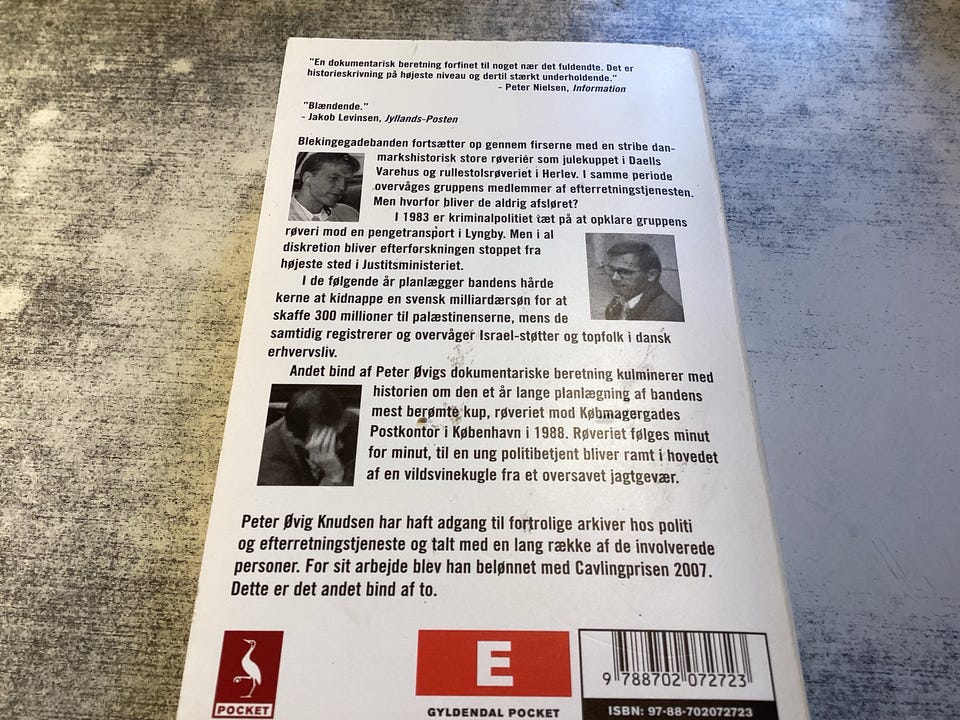 "En dokumentarisk beretning forfinet til noget nær det fuldendte. Det er
historieskrivning på højeste niveau og dertil stærkt underholdende."
- Peter Nielsen, Information
"Blændende."
- Jakob Levinsen, Jyllands-Posten
Blekingegadebanden fortsætter op gennem firserne med en stribe dan-
markshistorisk store røverier som julekuppet i Daells
Varehus og rullestolsrøveriet i Herlev. I samme periode
overvåges gruppens medlemmer af efterretningstjenesten.
Men hvorfor bliver de aldrig afsløret?
I 1983 er kriminalpolitiet tæt på at opklare gruppens
røveri mod en pengetransport i Lyngby. Men i al
diskretion bliver efterforskningen stoppet fra
højeste sted i Justitsministeriet.
I de følgende år planlægger bandens hårde
kerne at kidnappe en svensk milliardærsøn for at
skaffe 300 millioner til palæstinenserne, mens de
samtidig registrerer og overvåger Israel-støtter og topfolk i dansk
erhvervsliv.
Andet bind af Peter Øvigs dokumentariske beretning kulminerer med
historien om den et år lange planlægning af bandens
mest berømte kup, røveriet mod Købmagergades
Postkontor i København i 1988. Røveriet følges minut
for minut, til en ung politibetjent bliver ramt i hovedet
af en vildsvinekugle fra et oversavet jagtgevær.
Peter Øvig Knudsen har haft adgang til fortrolige arkiver hos politi
og efterretningstjeneste og talt med en lang række af de involverede
personer. For sit arbejde blev han belønnet med Cavlingprisen 2007.
Dette er det andet bind af to.
POCKET
E
GYLDENDAL POCKET
9 788702 072723
ISBN: 97-88-702072723